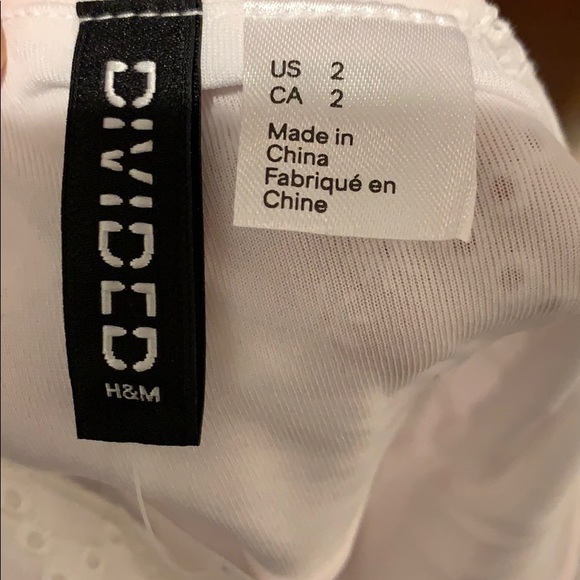 DIVIDED
H&M
US 2
CA 2
Made in
China
Fabriqué en
Chine